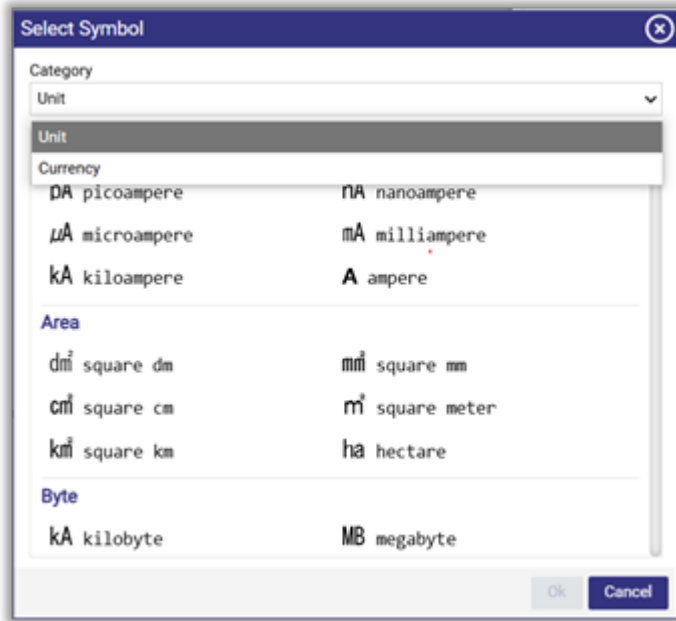 Select Symbol
Category
Unit
Unit
Currency
pA picoampere nA nanoampere
μA microampere mA milliampere
kA kiloampere A ampere
Area
dm² square dm mm² square mm
cm² square cm m² square meter
km² square km ha hectare
Byte
kA kilobyte MB megabyte
Ok Cancel